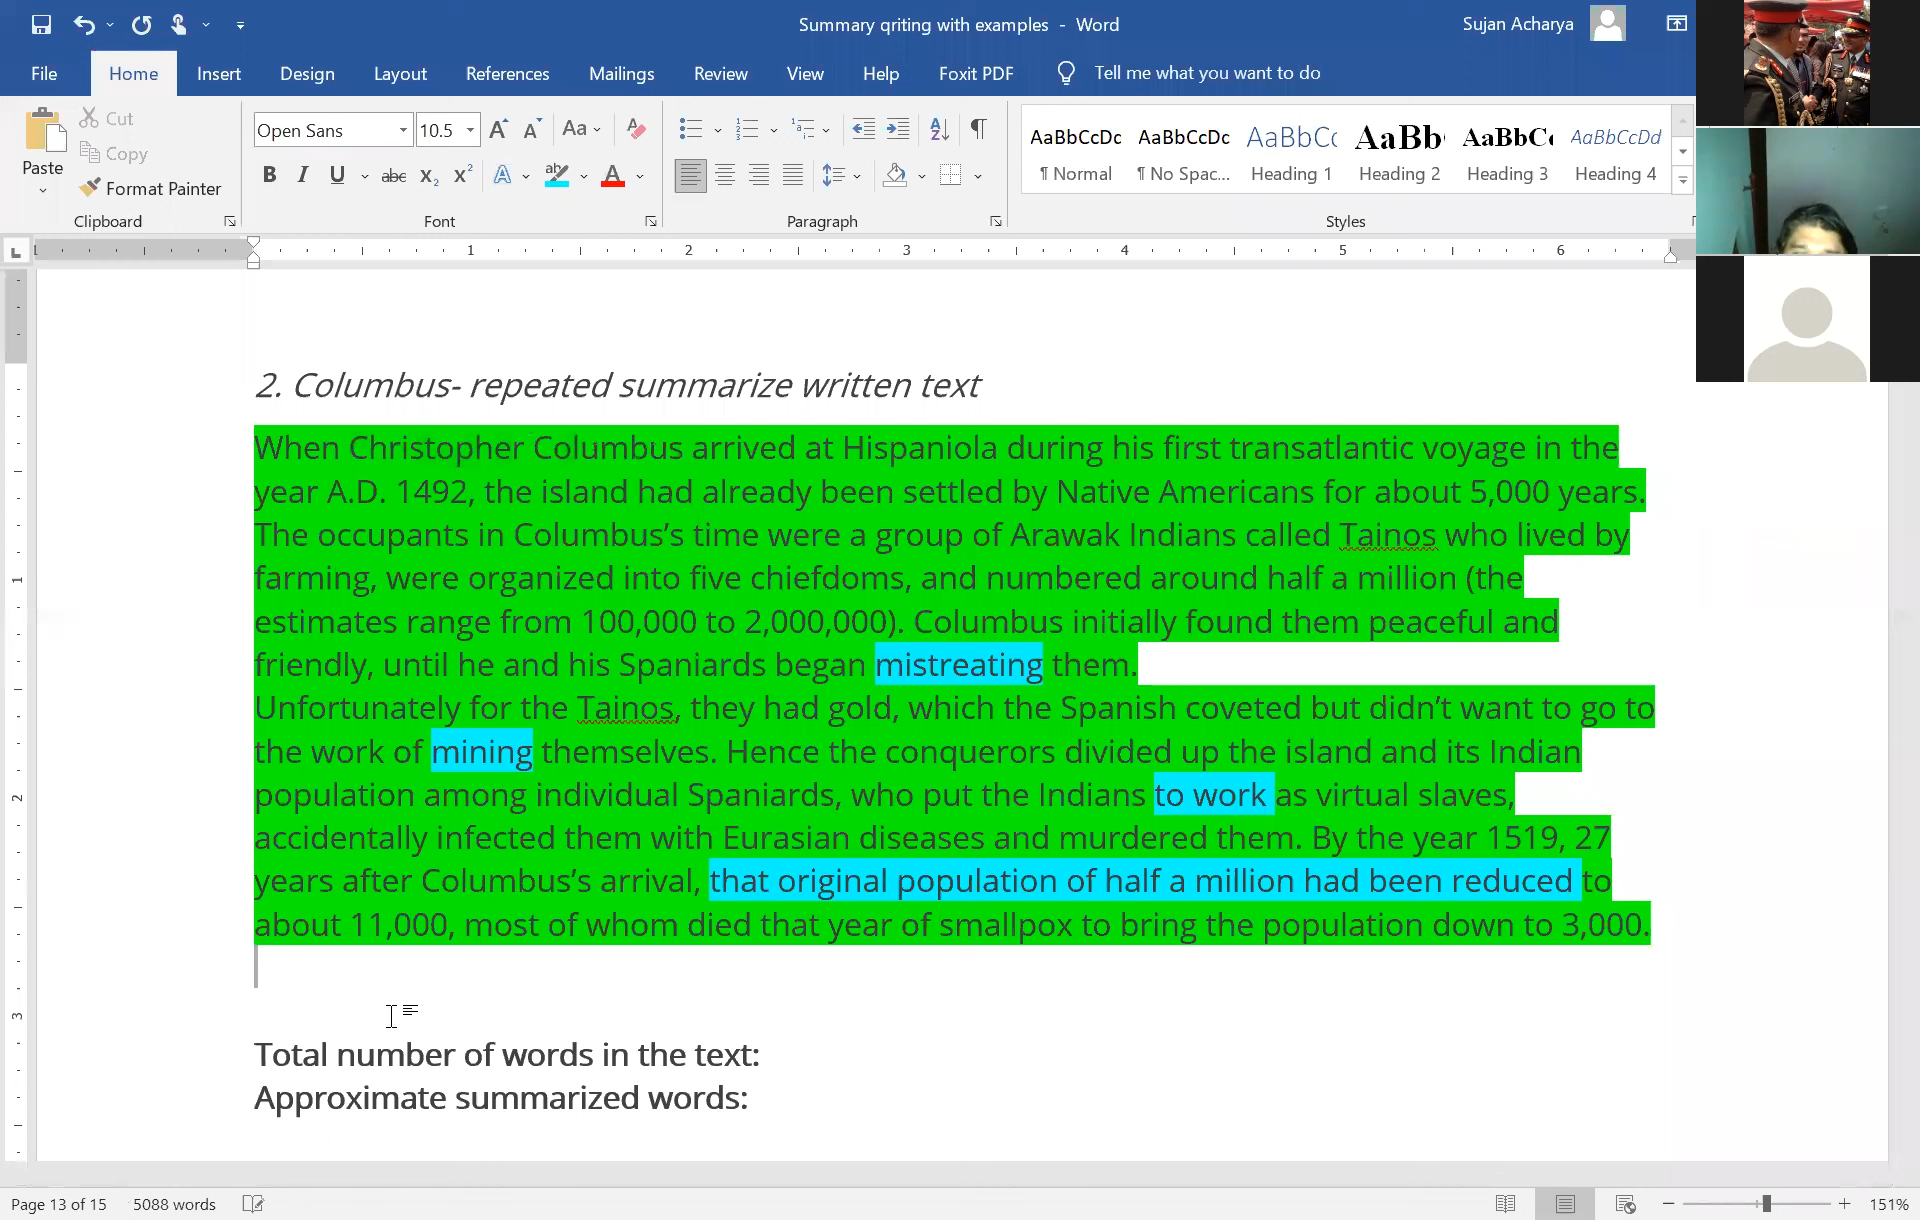 Summary qriting with examples - Word
Sujan Acharya
File Home Insert Design Layout References Mailings Review View Help Foxit PDF Tell me what you want to do
Paste
Cut
Copy
Format Painter
Clipboard
Open Sans 10.5
Font
Paragraph
AaBbCcDc AaBbCcDc AaBbCc AaBb AaBbCc AaBbCcDd
¶ Normal ¶ No Spac... Heading 1 Heading 2 Heading 3 Heading 4
Styles
1 2 3 4 5 6
2. Columbus- repeated summarize written text
When Christopher Columbus arrived at Hispaniola during his first transatlantic voyage in the
year A.D. 1492, the island had already been settled by Native Americans for about 5,000 years.
The occupants in Columbus’s time were a group of Arawak Indians called Tainos who lived by
farming, were organized into five chiefdoms, and numbered around half a million (the
estimates range from 100,000 to 2,000,000). Columbus initially found them peaceful and
friendly, until he and his Spaniards began mistreating them.
Unfortunately for the Tainos, they had gold, which the Spanish coveted but didn’t want to go to
the work of mining themselves. Hence the conquerors divided up the island and its Indian
population among individual Spaniards, who put the Indians to work as virtual slaves,
accidentally infected them with Eurasian diseases and murdered them. By the year 1519, 27
years after Columbus’s arrival, that original population of half a million had been reduced to
about 11,000, most of whom died that year of smallpox to bring the population down to 3,000.
Total number of words in the text:
Approximate summarized words:
Page 13 of 15 5088 words
151%